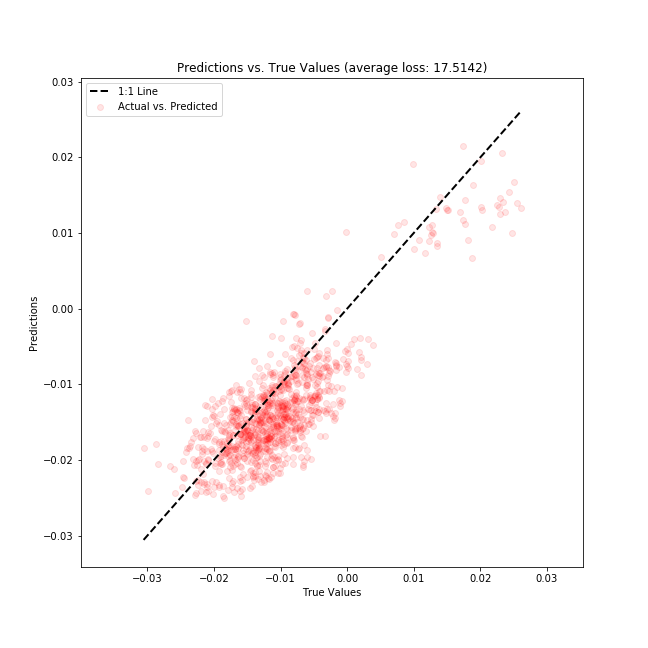 Predictions vs. True Values (average loss: 17.5142)
1:1 Line
Actual vs. Predicted
0.03
0.02
0.01
0.00
−0.01
−0.02
−0.03
Predictions
−0.03
−0.02
−0.01
0.00
0.01
0.02
0.03
True Values